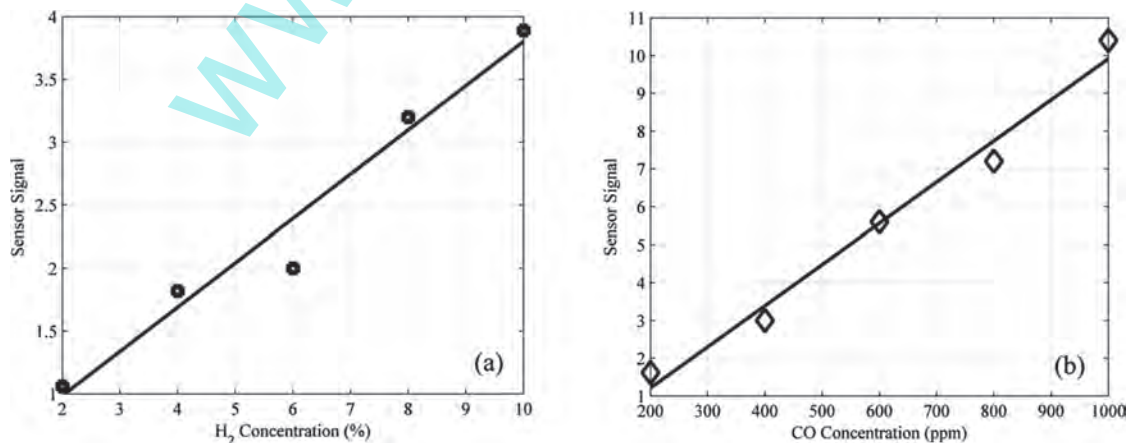 WW
4
3.5
3
2.5
2
1.5
1
Sensor Signal
2 3 4 5 6 7 8 9 10
H2 Concentration (%)
(a)
11
10
9
8
7
6
5
4
3
2
1
Sensor Signal
200 300 400 500 600 700 800 900 1000
CO Concentration (ppm)
(b)